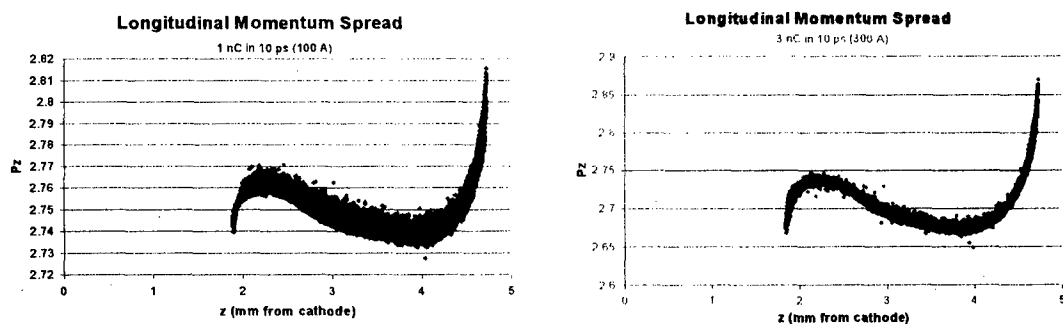 Longitudinal Momentum Spread
1 nC in 10 ps (100 A)
2.82
2.81
2.8
2.79
2.78
2.77
2.76
2.75
2.74
2.73
2.72
Pz
0 1 2 3 4 5
z (mm from cathode)
Longitudinal Momentum Spread
3 nC in 10 ps (300 A)
2.9
2.85
2.8
2.75
2.7
2.65
2.6
Pz
0 1 2 3 4 5
z (mm from cathode)